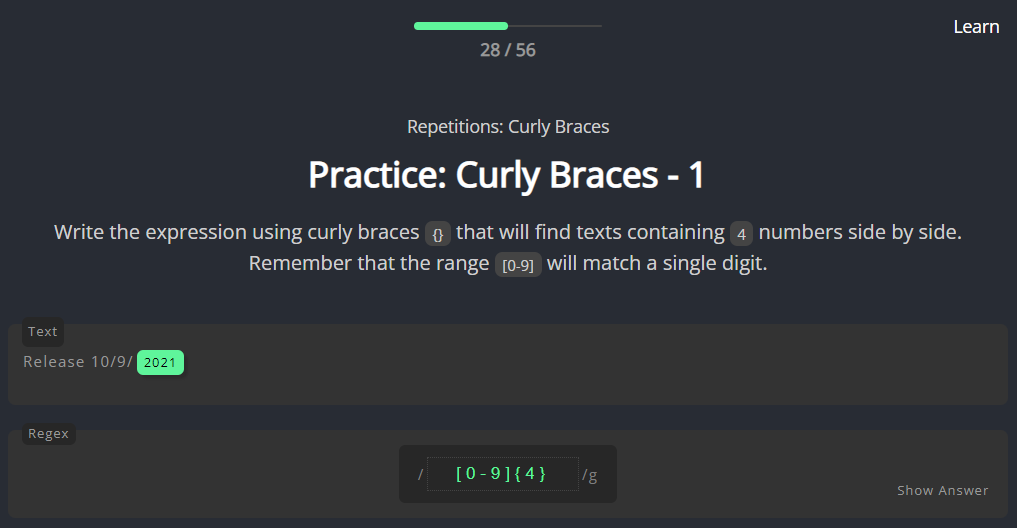 Learn
28 / 56
Repetitions: Curly Braces
Practice: Curly Braces - 1
Write the expression using curly braces {} that will find texts containing 4 numbers side by side.
Remember that the range [0-9] will match a single digit.
Text
Release 10/9/ 2021
Regex
/ [0-9]{4} /g
Show Answer